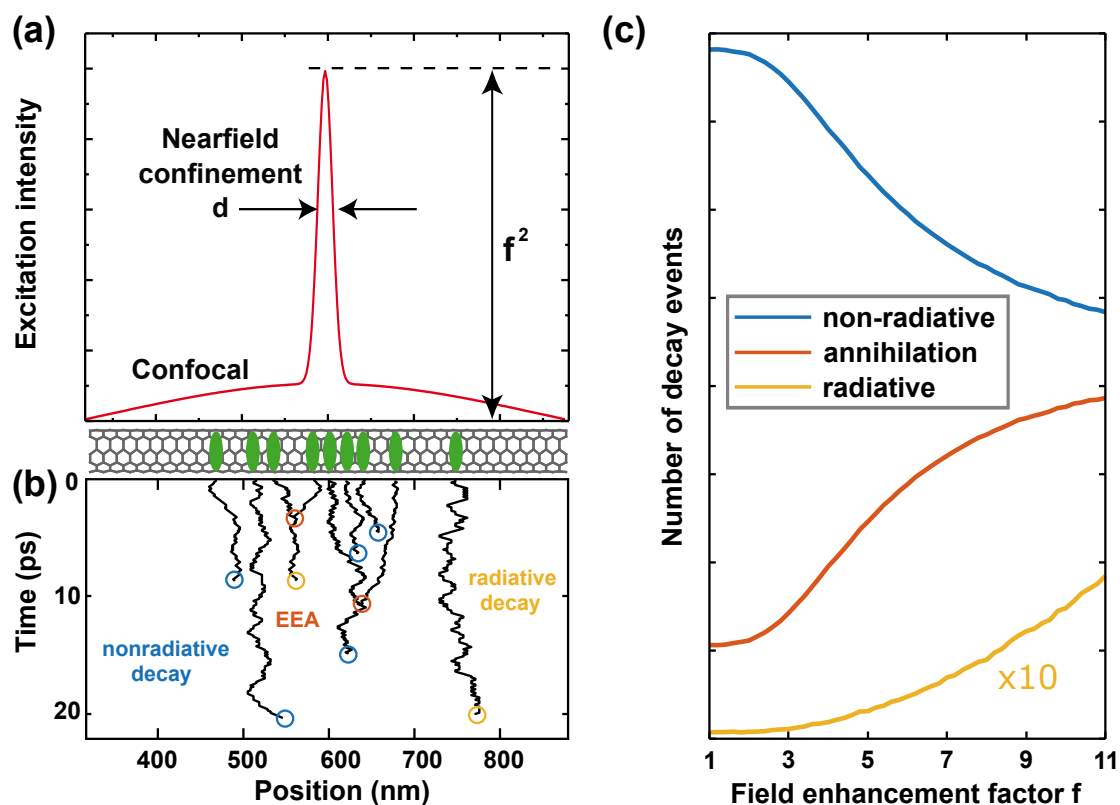 (a)
Excitation intensity
Nearfield
confinement
d
f²
Confocal
(b)
Time (ps)
0
10
20
nonradiative
decay
EEA
radiative
decay
400
500
600
700
800
Position (nm)
(c)
Number of decay events
non-radiative
annihilation
radiative
x10
1
3
5
7
9
11
Field enhancement factor f